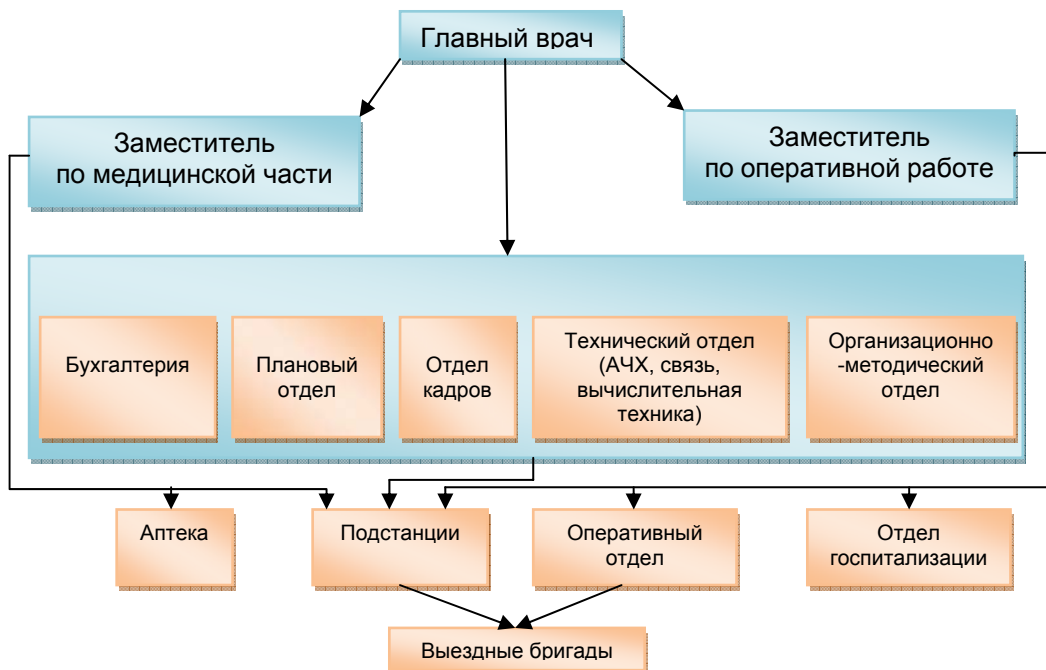 Главный врач
Заместитель
по медицинской части
Заместитель
по оперативной работе
Бухгалтерия
Плановый
отдел
Отдел
кадров
Технический отдел
(АЧХ, связь,
вычислительная
техника)
Организационно
-методический
отдел
Аптека
Подстанции
Оперативный
отдел
Отдел
госпитализации
Выездные бригады